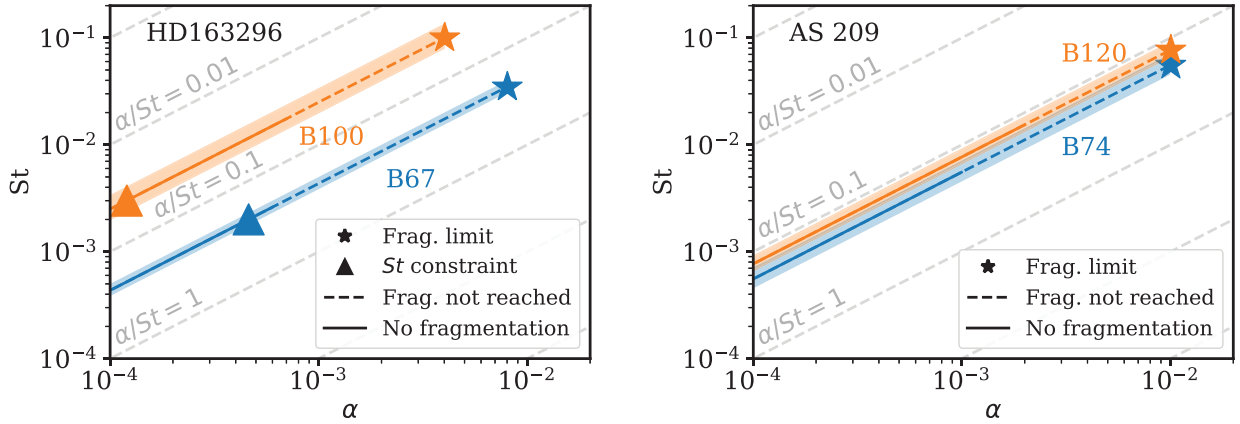 HD163296
10⁻¹
10⁻²
10⁻³
10⁻⁴
St
α/St = 0.01
α/St = 0.1
α/St = 1
B100
B67
Frag. limit
St constraint
Frag. not reached
No fragmentation
10⁻⁴
10⁻³
10⁻²
α
AS 209
10⁻¹
10⁻²
10⁻³
10⁻⁴
St
α/St = 0.01
α/St = 0.1
α/St = 1
B120
B74
Frag. limit
Frag. not reached
No fragmentation
10⁻⁴
10⁻³
10⁻²
α